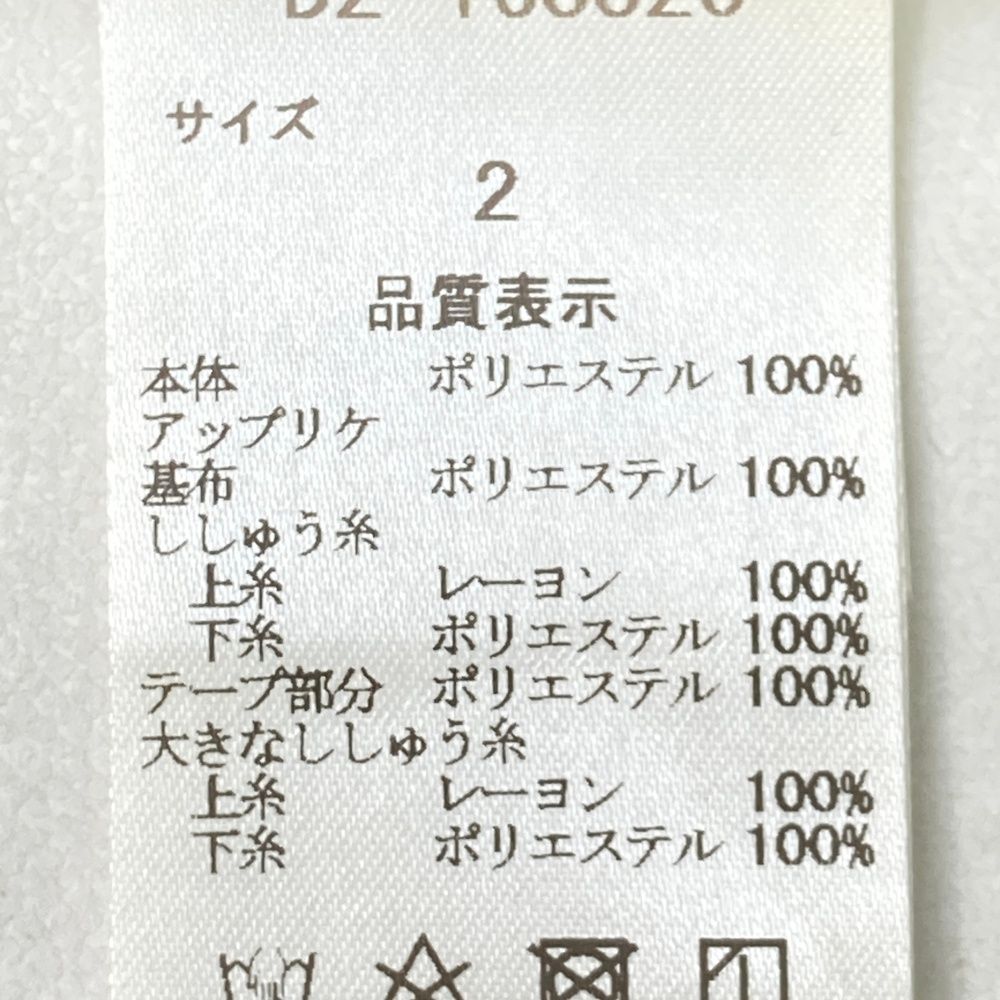 サイズ
2
品質表示
本体 ポリエステル 100%
アップリケ
基布 ポリエステル 100%
ししゅう糸
上糸 レーヨン 100%
下糸 ポリエステル 100%
テープ部分 ポリエステル 100%
大きなししゅう糸
上糸 レーヨン 100%
下糸 ポリエステル 100%